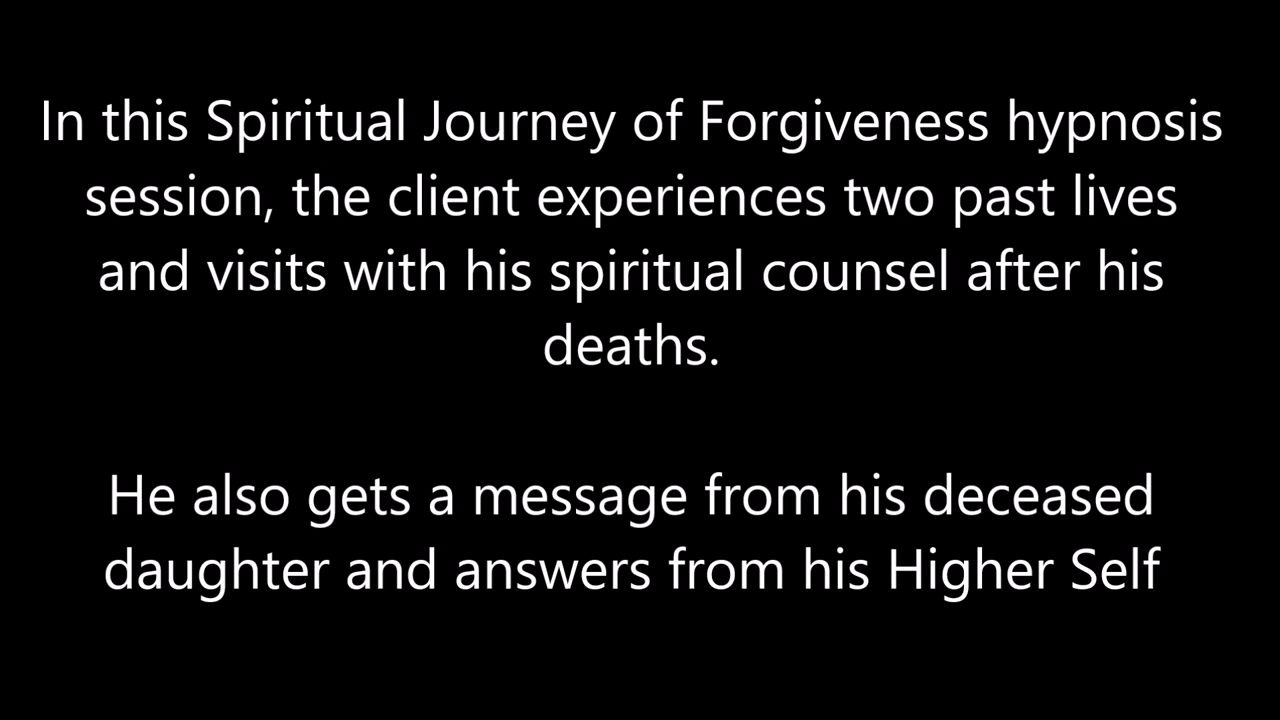 In this Spiritual Journey of Forgiveness hypnosis
session, the client experiences two past lives
and visits with his spiritual counsel after his
deaths.
He also gets a message from his deceased
daughter and answers from his Higher Self